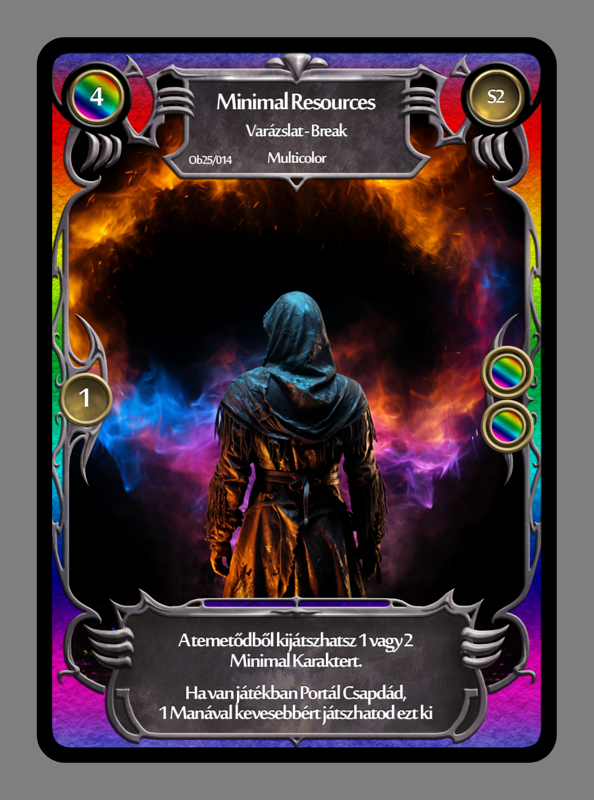 4
Minimal Resources
S2
Varázslat - Break
Ob25/014 Multicolor
1
A temetődből kijátszhatsz 1 vagy 2
Minimal Karaktert.
Ha van játékban Portál Csapdád,
1 Manával kevesebbért játszhatod ezt ki